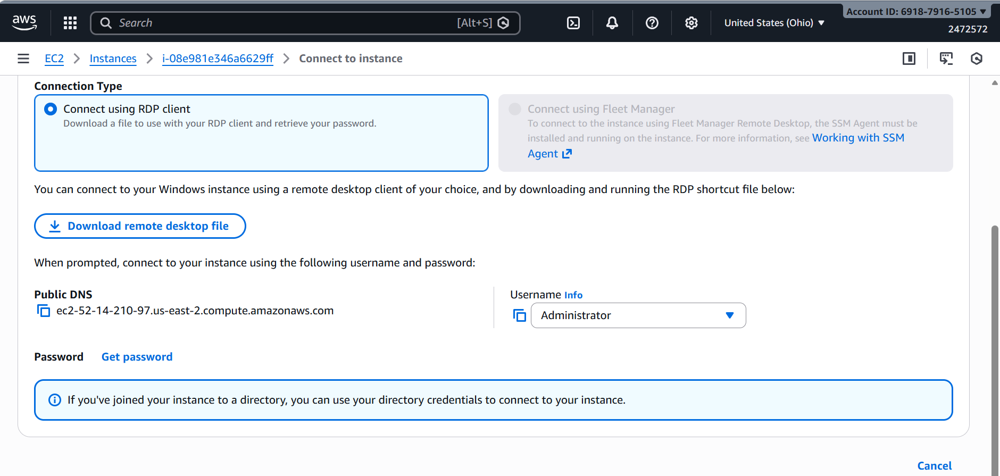 aws
Search
[Alt+S]
United States (Ohio)
Account ID: 6918-7916-5105
2472572
EC2
Instances
i-08e981e346a6629ff
Connect to instance
Connection Type
Connect using RDP client
Download a file to use with your RDP client and retrieve your password.
Connect using Fleet Manager
To connect to the instance using Fleet Manager Remote Desktop, the SSM Agent must be
installed and running on the instance. For more information, see Working with SSM
Agent
You can connect to your Windows instance using a remote desktop client of your choice, and by downloading and running the RDP shortcut file below:
Download remote desktop file
When prompted, connect to your instance using the following username and password:
Public DNS
ec2-52-14-210-97.us-east-2.compute.amazonaws.com
Username Info
Administrator
Password Get password
If you've joined your instance to a directory, you can use your directory credentials to connect to your instance.
Cancel